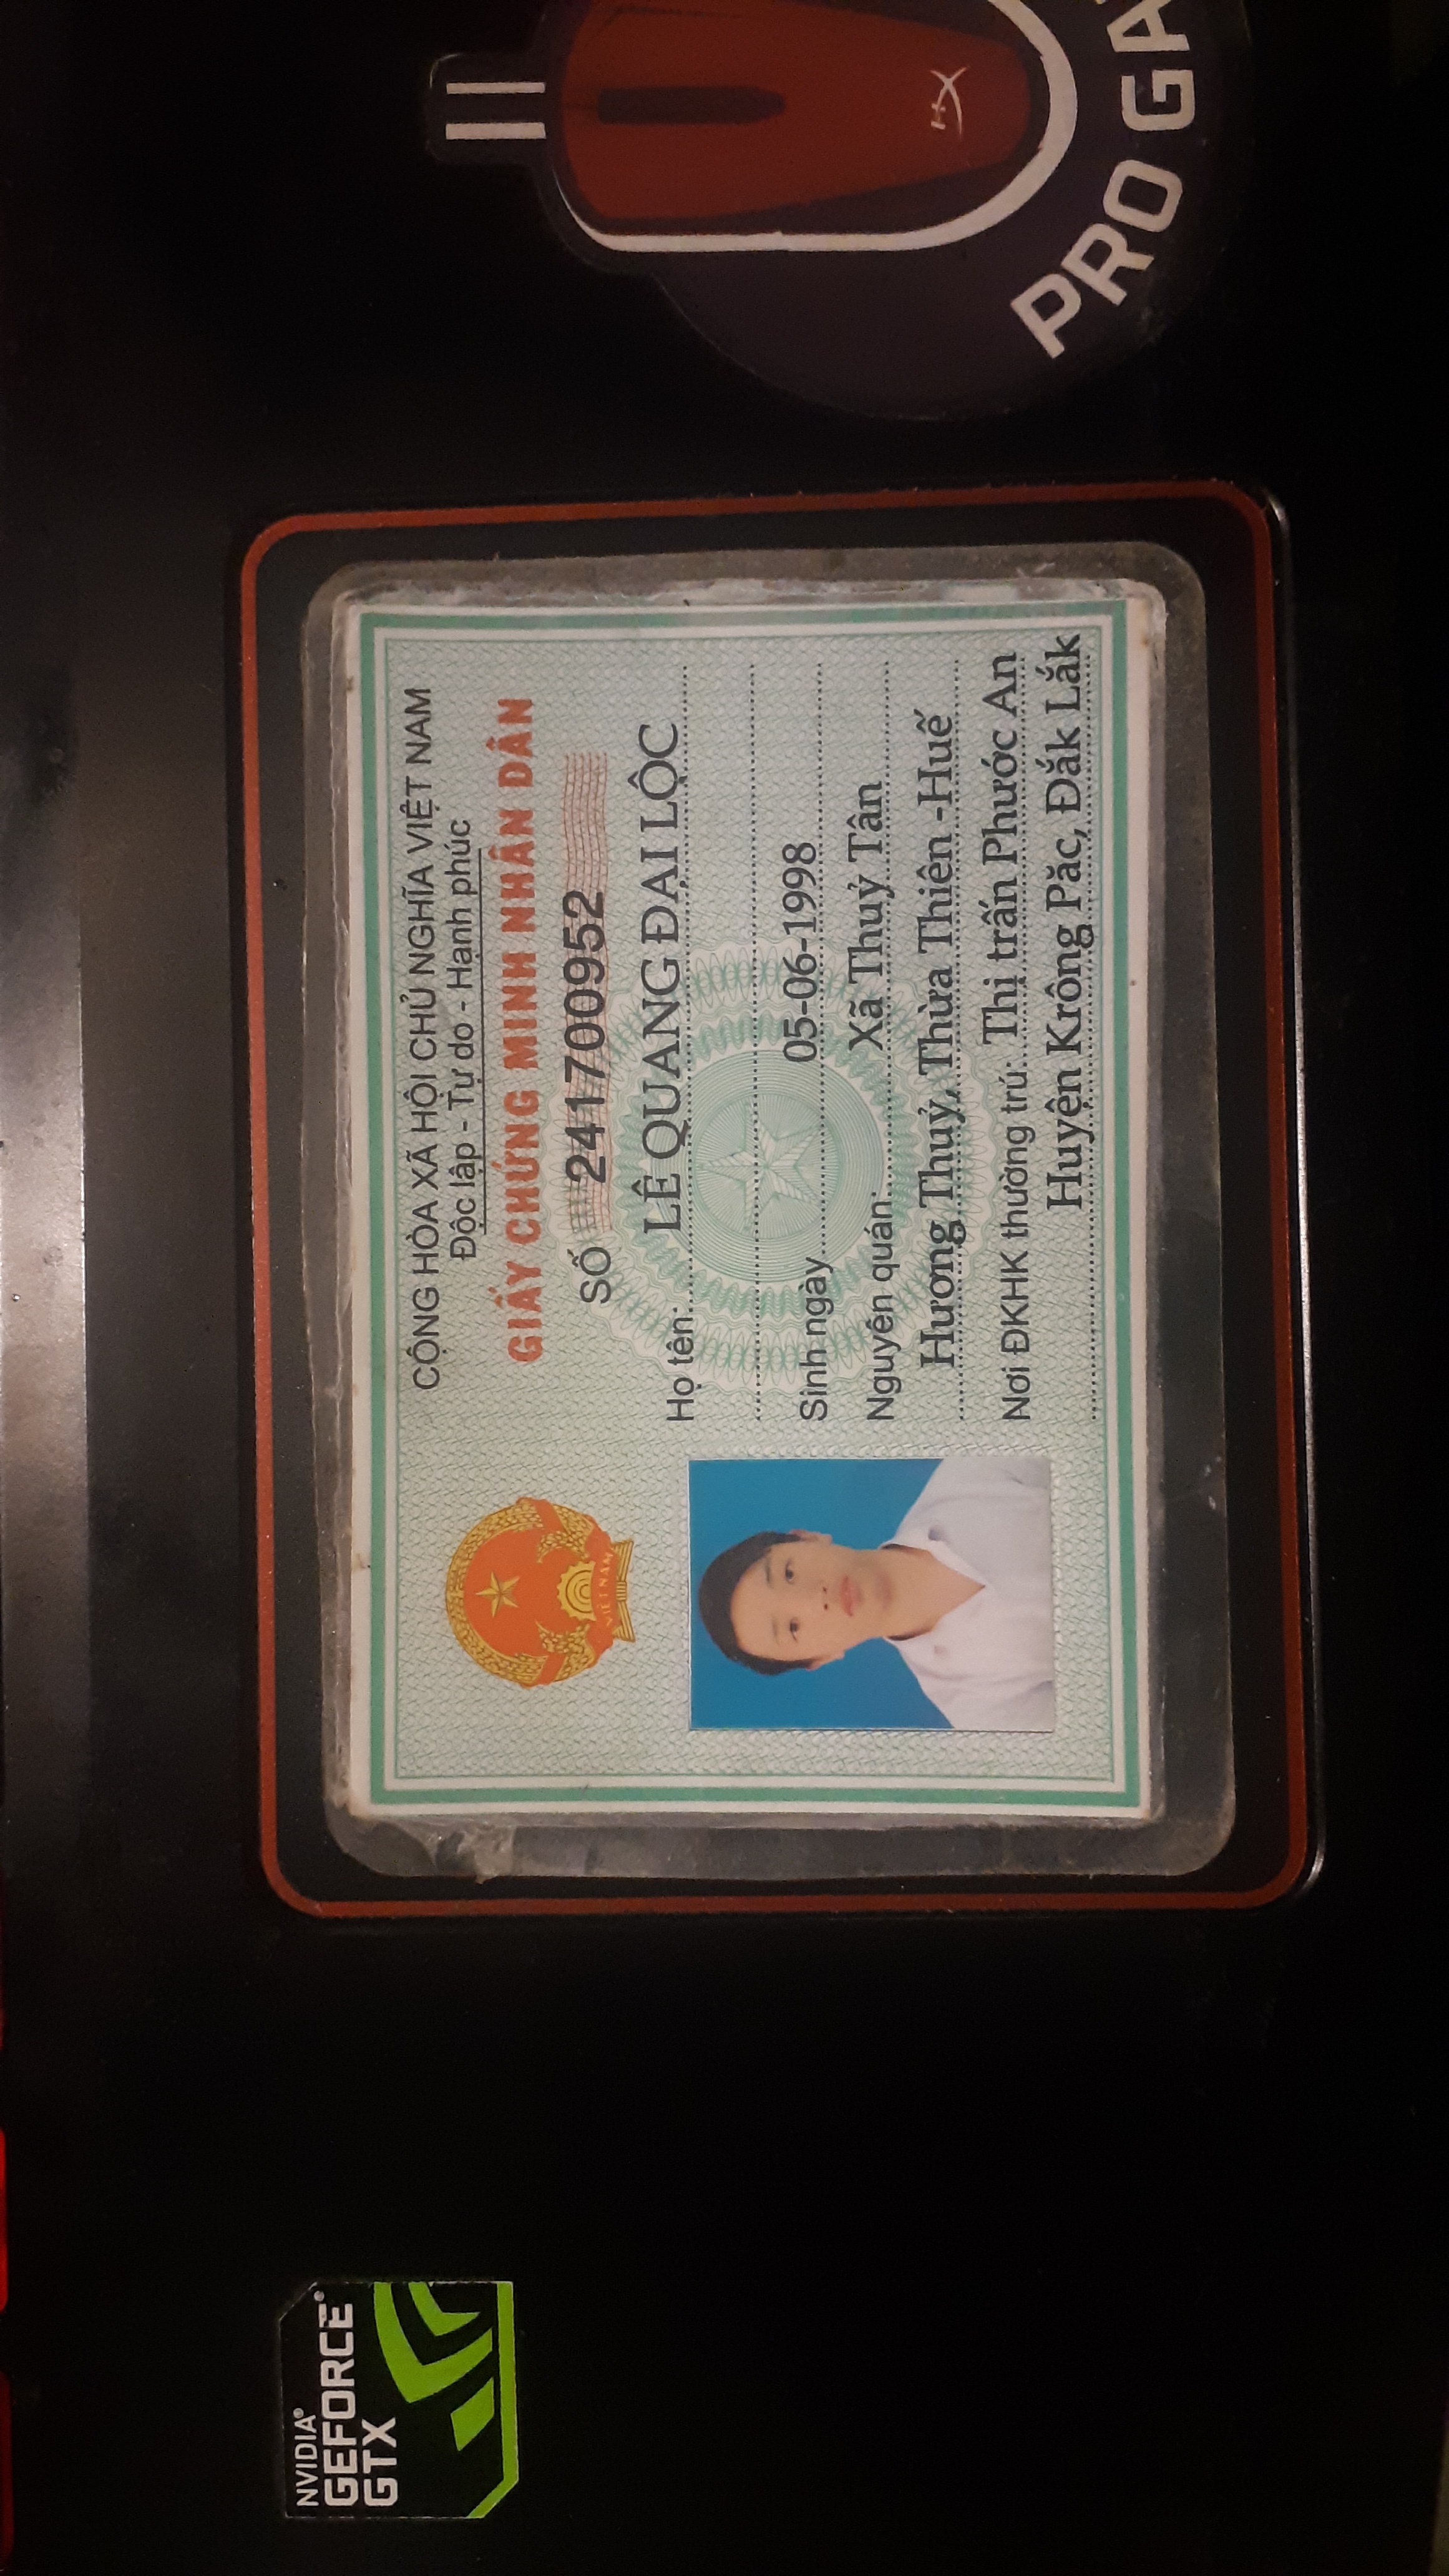 CỘNG HÒA XÃ HỘI CHỦ NGHĨA VIỆT NAM
Độc lập - Tự do - Hạnh phúc
GIẤY CHỨNG MINH NHÂN DÂN
SỐ 241700952
Họ tên: LÊ QUANG ĐẠI LỘC
Sinh ngày 05-06-1998
Nguyên quán: Xã Thuỷ Tân
Hương Thuỷ, Thừa Thiên -Huế
Nơi ĐKHK thường trú: Thị trấn Phước An
Huyện Krông Păc, Đắk Lắk
VIỆT NAM
NVIDIA®
GEFORCE®
GTX
HX
PRO GA